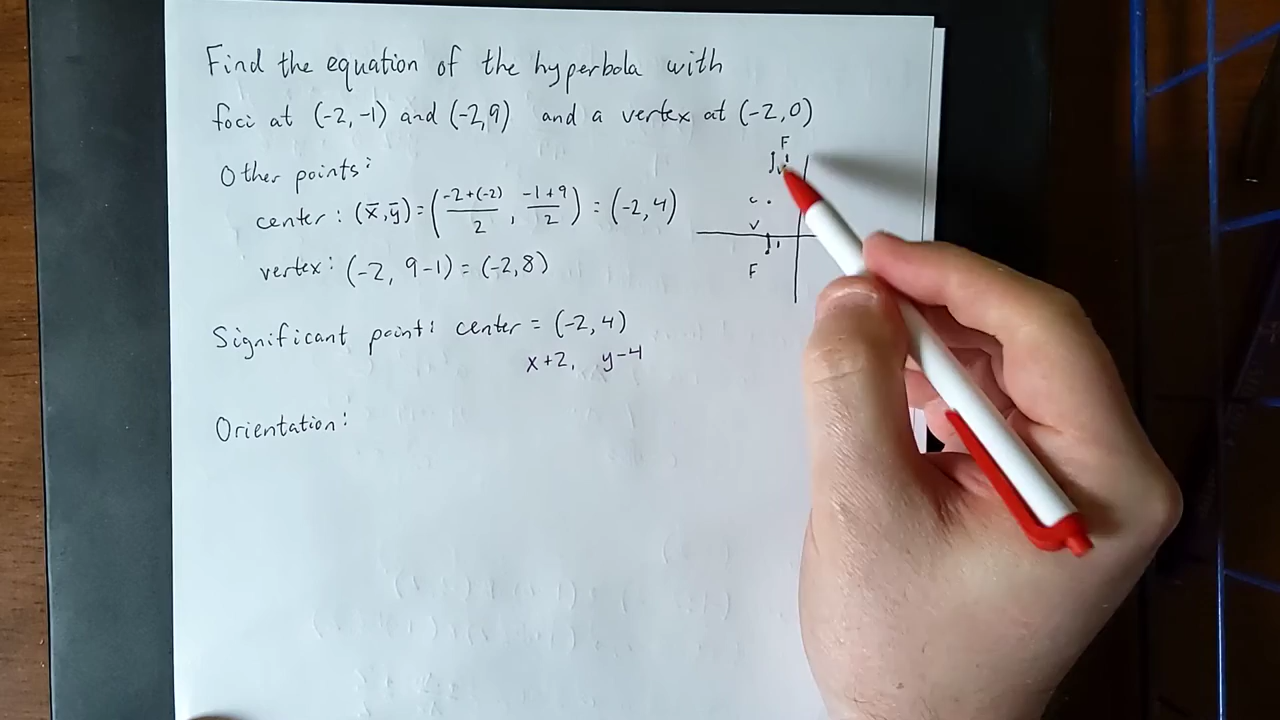 Find the equation of the hyperbola with
foci at (-2, -1) and (-2, 9) and a vertex at (-2, 0)
Other points:
center: (x̄, ȳ) = ((-2+(-2))/2, (-1+9)/2) = (-2, 4)
vertex: (-2, 9-1) = (-2, 8)
F
c
V
F
Significant point: center = (-2, 4)
x+2, y-4
Orientation: